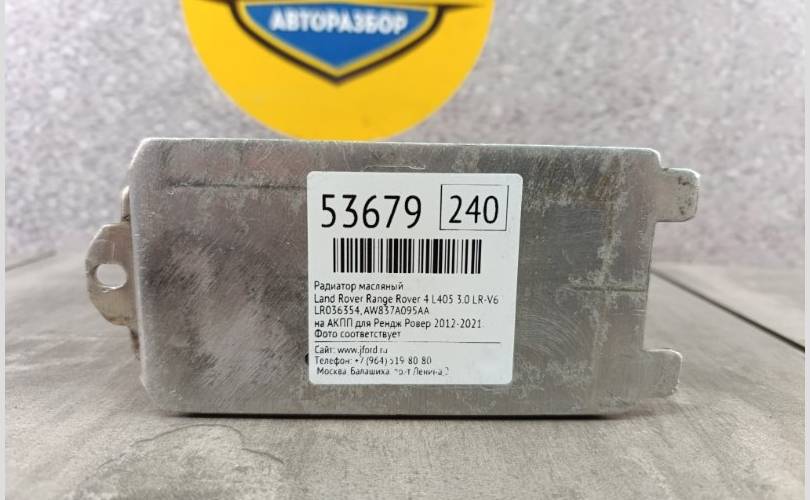 АВТОРАЗБОР
53679 240
Радиатор масляный
Land Rover Range Rover 4 L405 3.0 LR-V6
LR036354,AW837A095AA
на АКПП для Рендж Ровер 2012-2021.
Фото соответствует
Сайт: www.jford.ru
Телефон: +7 (964) 519 80 80
Москва, Балашиха, пр-т Ленина,